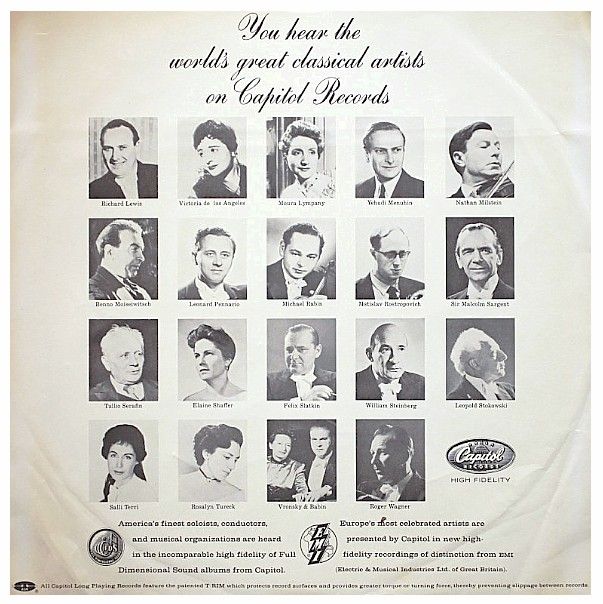 You hear the
world's great classical artists
on Capitol Records
Richard Lewis
Victoria de los Angeles
Moura Lympany
Yehudi Menuhin
Nathan Milstein
Benno Moiseiwitsch
Leonard Pennario
Michael Rabin
Mstislav Rostropovich
Sir Malcolm Sargent
Tullio Serafin
Elaine Shaffer
Felix Slatkin
William Steinberg
Leopold Stokowski
Salli Terri
Rosalyn Tureck
Vronsky & Babin
Roger Wagner
Capitol
RECORDS
HIGH FIDELITY
America's finest soloists, conductors,
and musical organizations are heard
in the incomparable high fidelity of Full
Dimensional Sound albums from Capitol.
FDS
Europe's most celebrated artists are
presented by Capitol in new high-
fidelity recordings of distinction from EMI
(Electric & Musical Industries Ltd. of Great Britain).
All Capitol Long Playing Records feature the patented T-RIM which protects record surfaces and provides greater torque or turning force, thereby preventing slippage between records